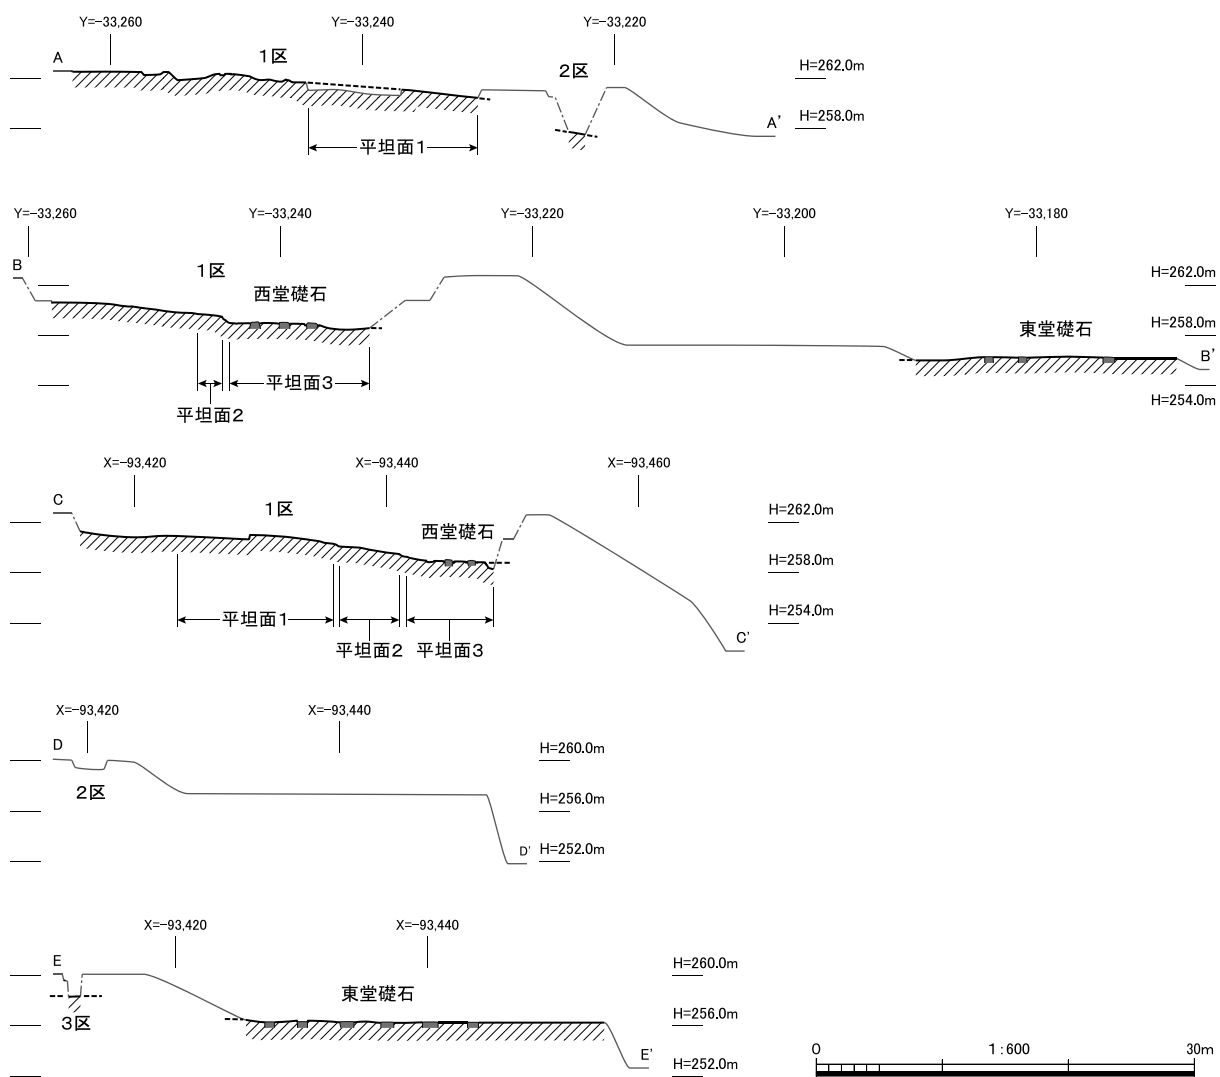 Y=-33,260
Y=-33,240
Y=-33,220
A
1区
2区
H=262.0m
A'
H=258.0m
平坦面1
Y=-33,260
Y=-33,240
Y=-33,220
Y=-33,200
Y=-33,180
B
1区
西堂礎石
H=262.0m
H=258.0m
東堂礎石
B'
平坦面3
H=254.0m
平坦面2
X=-93,420
X=-93,440
X=-93,460
C
1区
西堂礎石
H=262.0m
H=258.0m
H=254.0m
平坦面1
平坦面2
平坦面3
C'
X=-93,420
X=-93,440
D
H=260.0m
2区
H=256.0m
D'
H=252.0m
X=-93,420
X=-93,440
E
H=260.0m
東堂礎石
3区
H=256.0m
E'
H=252.0m
0
1:600
30m